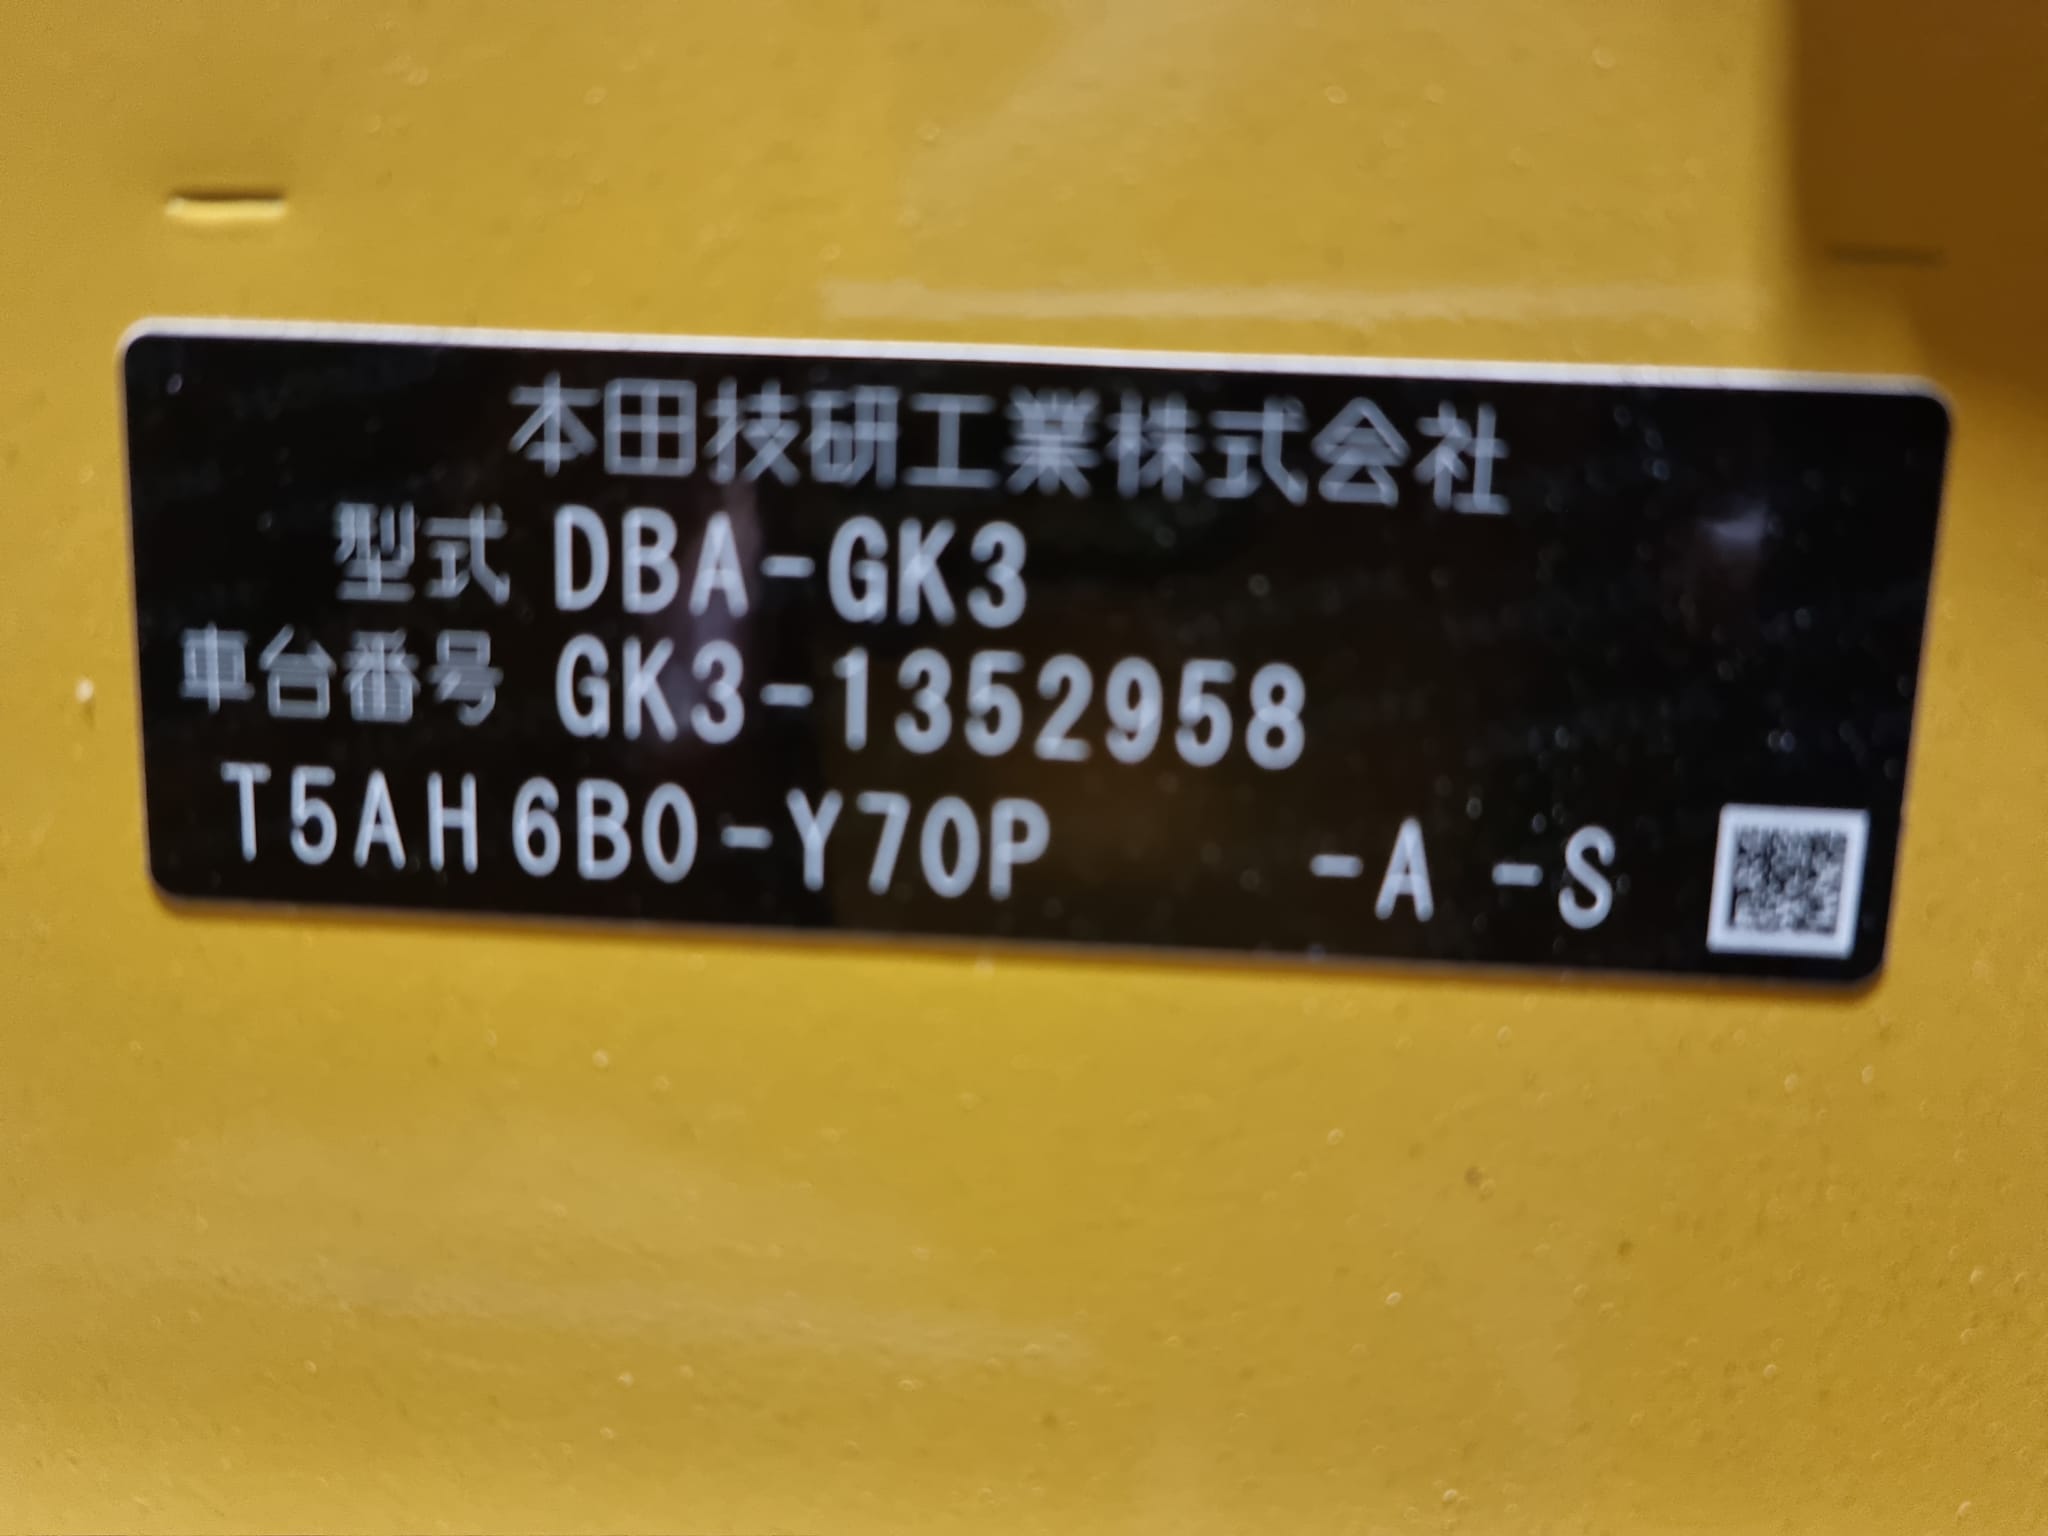 本田技研工業株式会社
型式 DBA-GK3
車台番号 GK3-1352958
T5AH6B0-Y70P -A -S